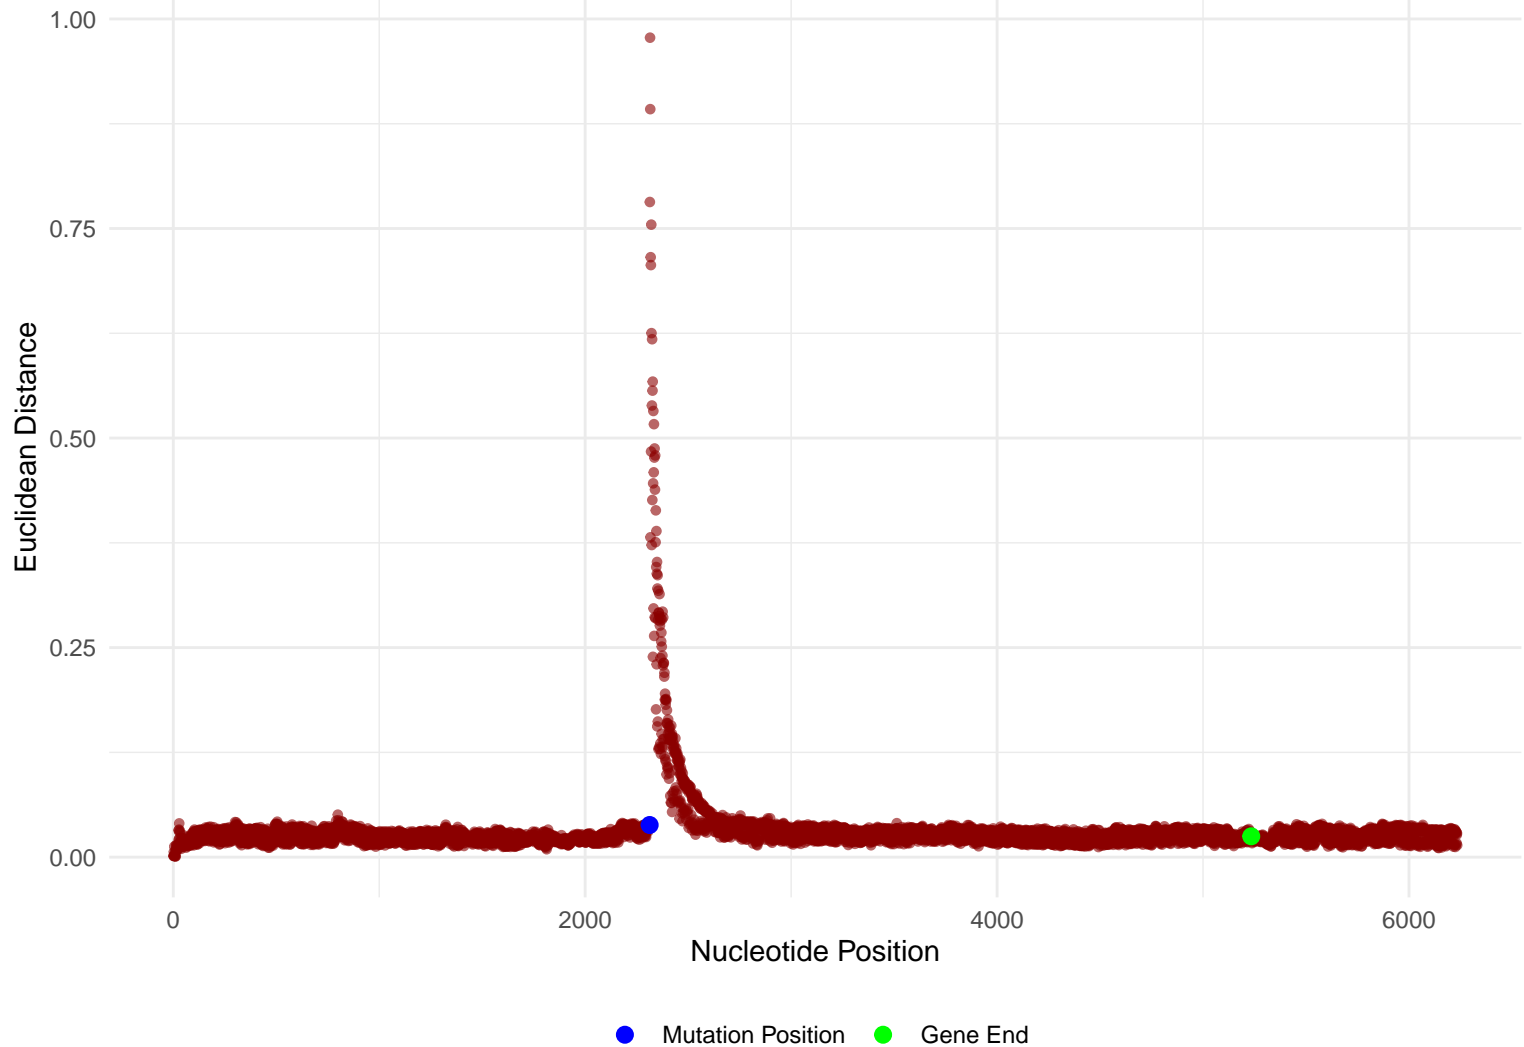 1.00
0.75
0.50
0.25
0.00
Euclidean Distance
0 2000 4000 6000
Nucleotide Position
Mutation Position Gene End